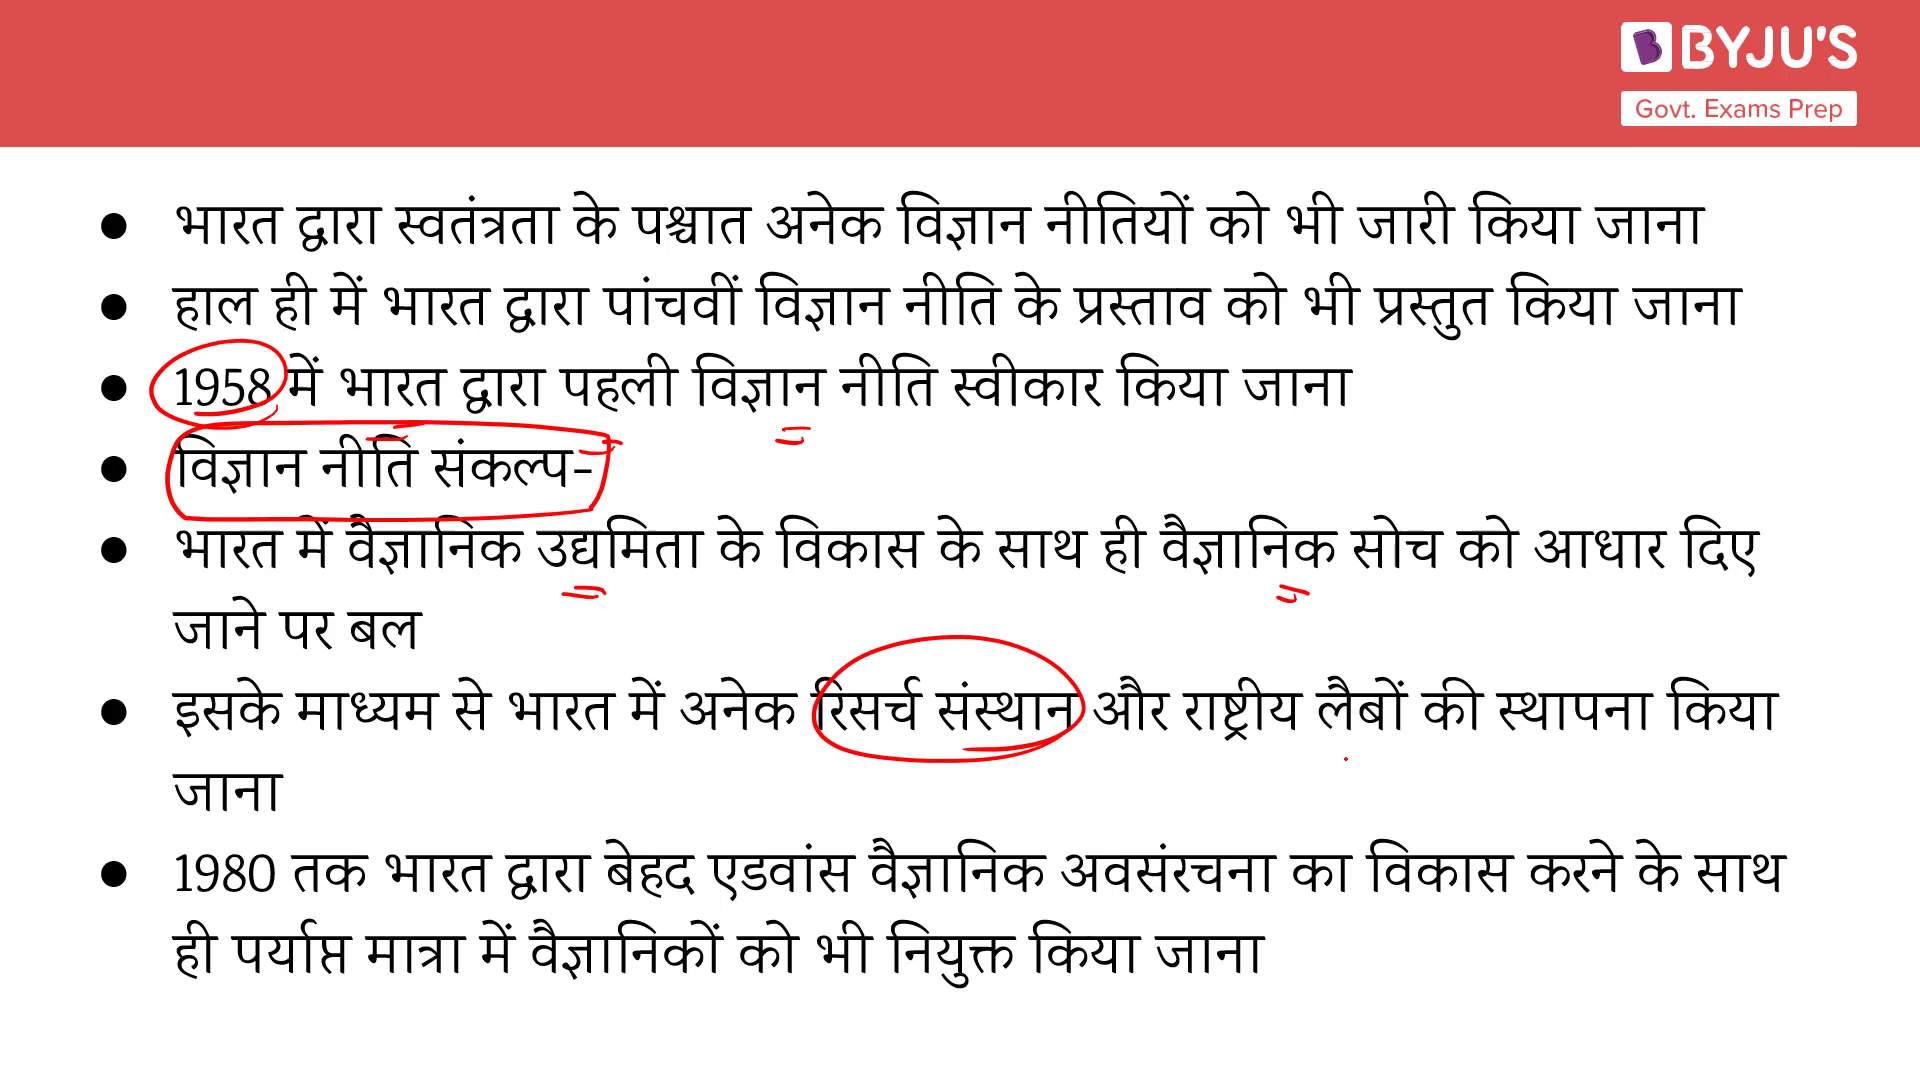 BYJU'S
Govt. Exams Prep
● भारत द्वारा स्वतंत्रता के पश्चात अनेक विज्ञान नीतियों को भी जारी किया जाना
● हाल ही में भारत द्वारा पांचवीं विज्ञान नीति के प्रस्ताव को भी प्रस्तुत किया जाना
● 1958 में भारत द्वारा पहली विज्ञान नीति स्वीकार किया जाना
● विज्ञान नीति संकल्प-
● भारत में वैज्ञानिक उद्यमिता के विकास के साथ ही वैज्ञानिक सोच को आधार दिए
जाने पर बल
● इसके माध्यम से भारत में अनेक रिसर्च संस्थान और राष्ट्रीय लैबों की स्थापना किया
जाना
● 1980 तक भारत द्वारा बेहद एडवांस वैज्ञानिक अवसंरचना का विकास करने के साथ
ही पर्याप्त मात्रा में वैज्ञानिकों को भी नियुक्त किया जाना